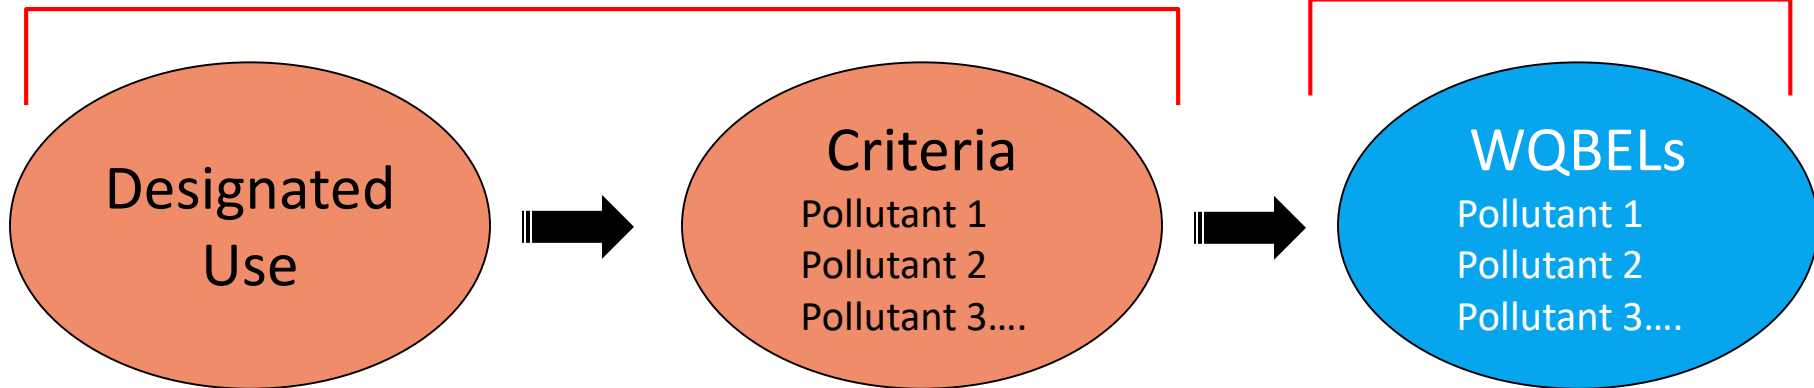 Designated
Use
Criteria
Pollutant 1
Pollutant 2
Pollutant 3....
WQBELs
Pollutant 1
Pollutant 2
Pollutant 3....